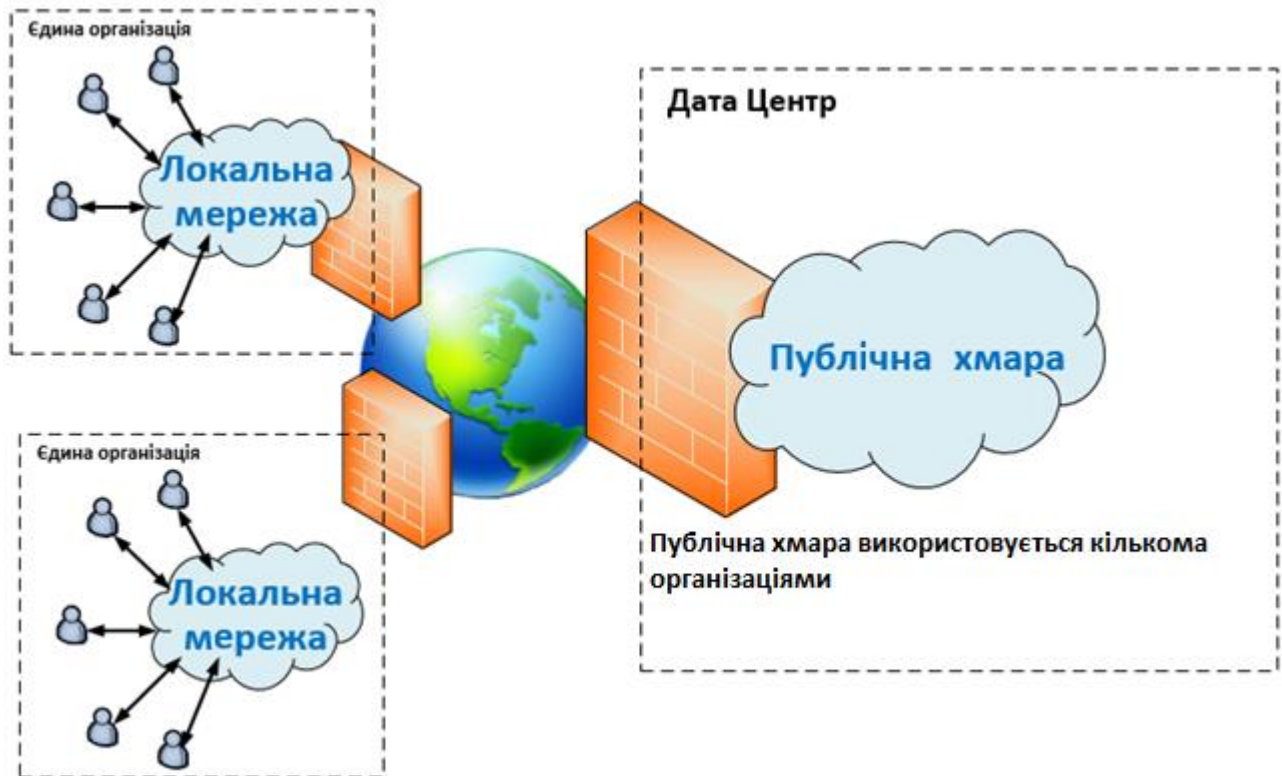 Єдина організація
Локальна
мережа
Дата Центр
Публічна хмара
Публічна хмара використовується кількома
організаціями
Єдина організація
Локальна
мережа